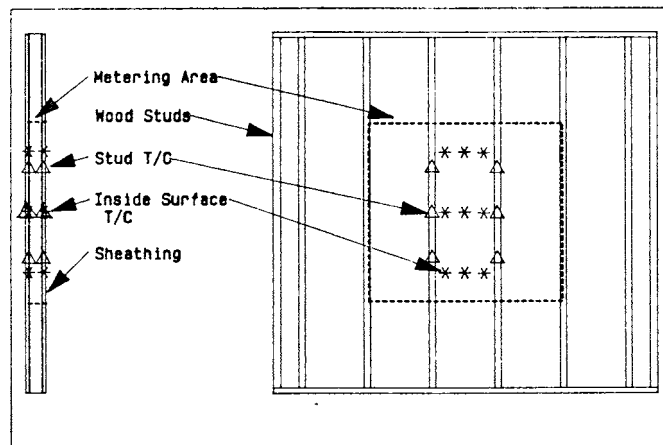 Metering Area
Wood Studs
Stud T/C
Inside Surface
T/C
Sheathing